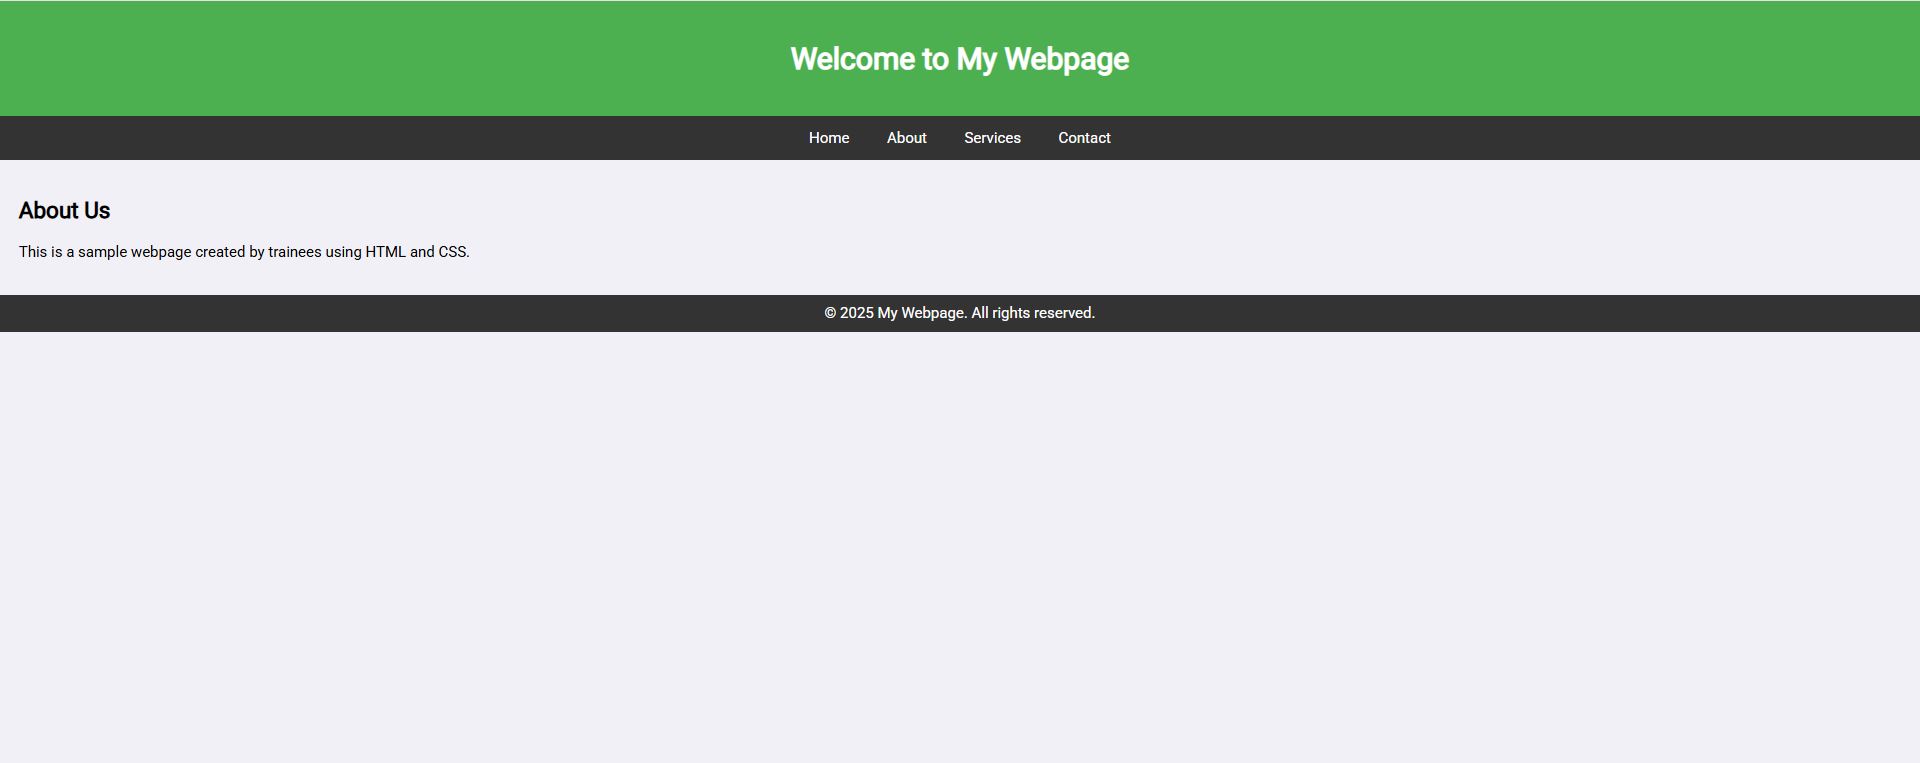 Welcome to My Webpage
Home About Services Contact
About Us
This is a sample webpage created by trainees using HTML and CSS.
© 2025 My Webpage. All rights reserved.